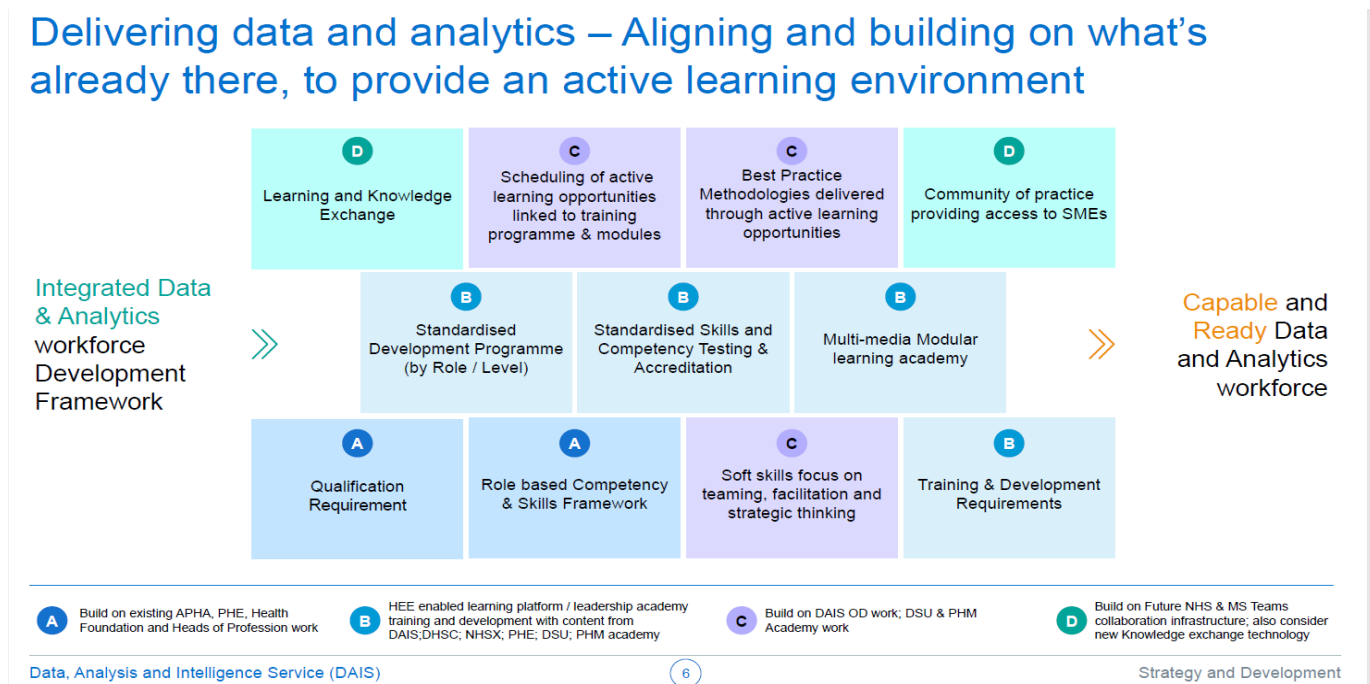 Delivering data and analytics – Aligning and building on what's
already there, to provide an active learning environment
Integrated Data
& Analytics
workforce
Development
Framework
D
Learning and Knowledge
Exchange
C
Scheduling of active
learning opportunities
linked to training
programme & modules
C
Best Practice
Methodologies delivered
through active learning
opportunities
D
Community of practice
providing access to SMEs
B
Standardised
Development Programme
(by Role / Level)
B
Standardised Skills and
Competency Testing &
Accreditation
B
Multi-media Modular
learning academy
A
Qualification
Requirement
A
Role based Competency
& Skills Framework
C
Soft skills focus on
teaming, facilitation and
strategic thinking
B
Training & Development
Requirements
Capable and
Ready Data
and Analytics
workforce
A
Build on existing APHA, PHE, Health
Foundation and Heads of Profession work
B
HEE enabled learning platform / leadership academy
training and development with content from
DAIS;DHSC; NHSX; PHE; DSU; PHM academy
C
Build on DAIS OD work; DSU & PHM
Academy work
D
Build on Future NHS & MS Teams
collaboration infrastructure; also consider
new Knowledge exchange technology
Data, Analysis and Intelligence Service (DAIS)
6
Strategy and Development